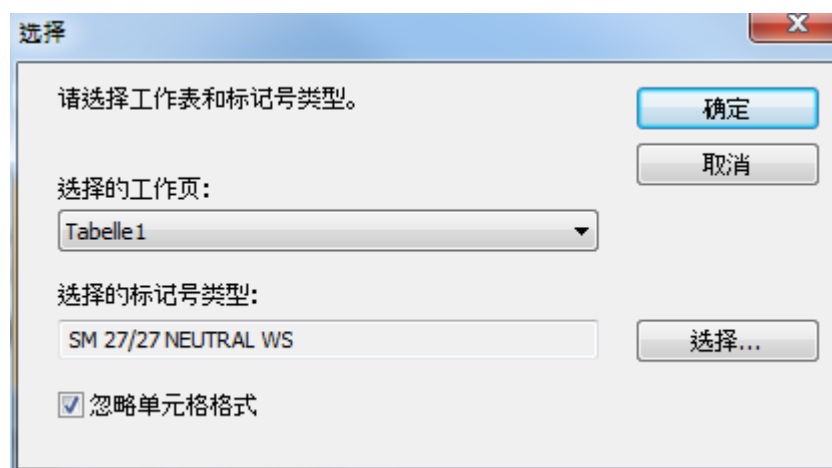 选择
请选择工作表和标记号类型。
确定
取消
选择的工作页:
Tabelle1
选择的标记号类型:
SM 27/27 NEUTRAL WS
选择...
忽略单元格格式